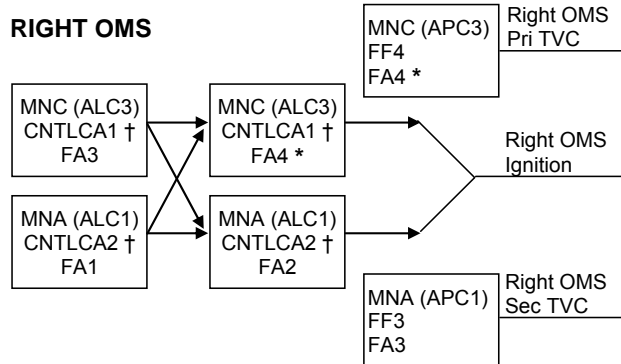 RIGHT OMS
MNC (APC3)
FF4
FA4 *
Right OMS
Pri TVC
MNC (ALC3)
CNTLCA1 †
FA3
MNC (ALC3)
CNTLCA1 †
FA4 *
Right OMS
Ignition
MNA (ALC1)
CNTLCA2 †
FA1
MNA (ALC1)
CNTLCA2 †
FA2
MNA (APC1)
FF3
FA3
Right OMS
Sec TVC